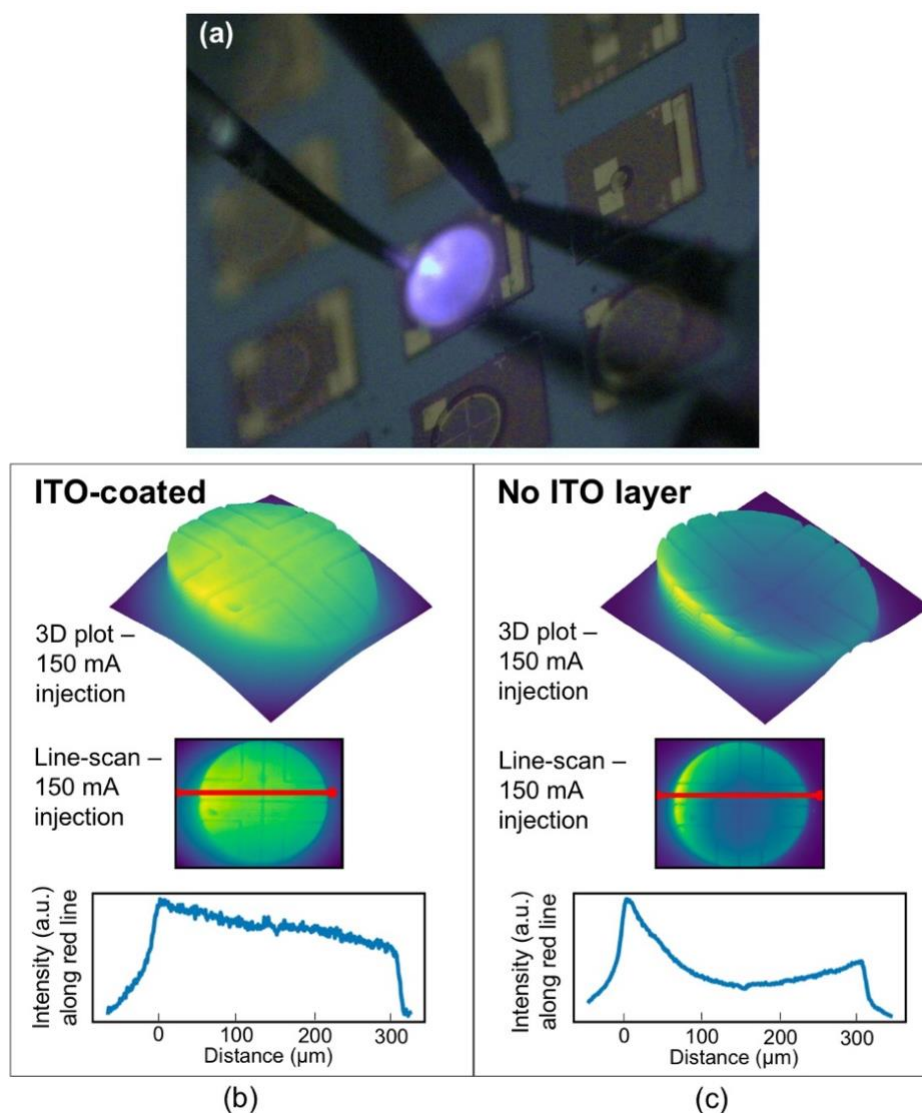 (a)
ITO-coated
3D plot –
150 mA
injection
Line-scan –
150 mA
injection
Intensity (a.u.)
along red line
0 100 200 300
Distance (µm)
(b)
No ITO layer
3D plot –
150 mA
injection
Line-scan –
150 mA
injection
Intensity (a.u.)
along red line
0 100 200 300
Distance (µm)
(c)